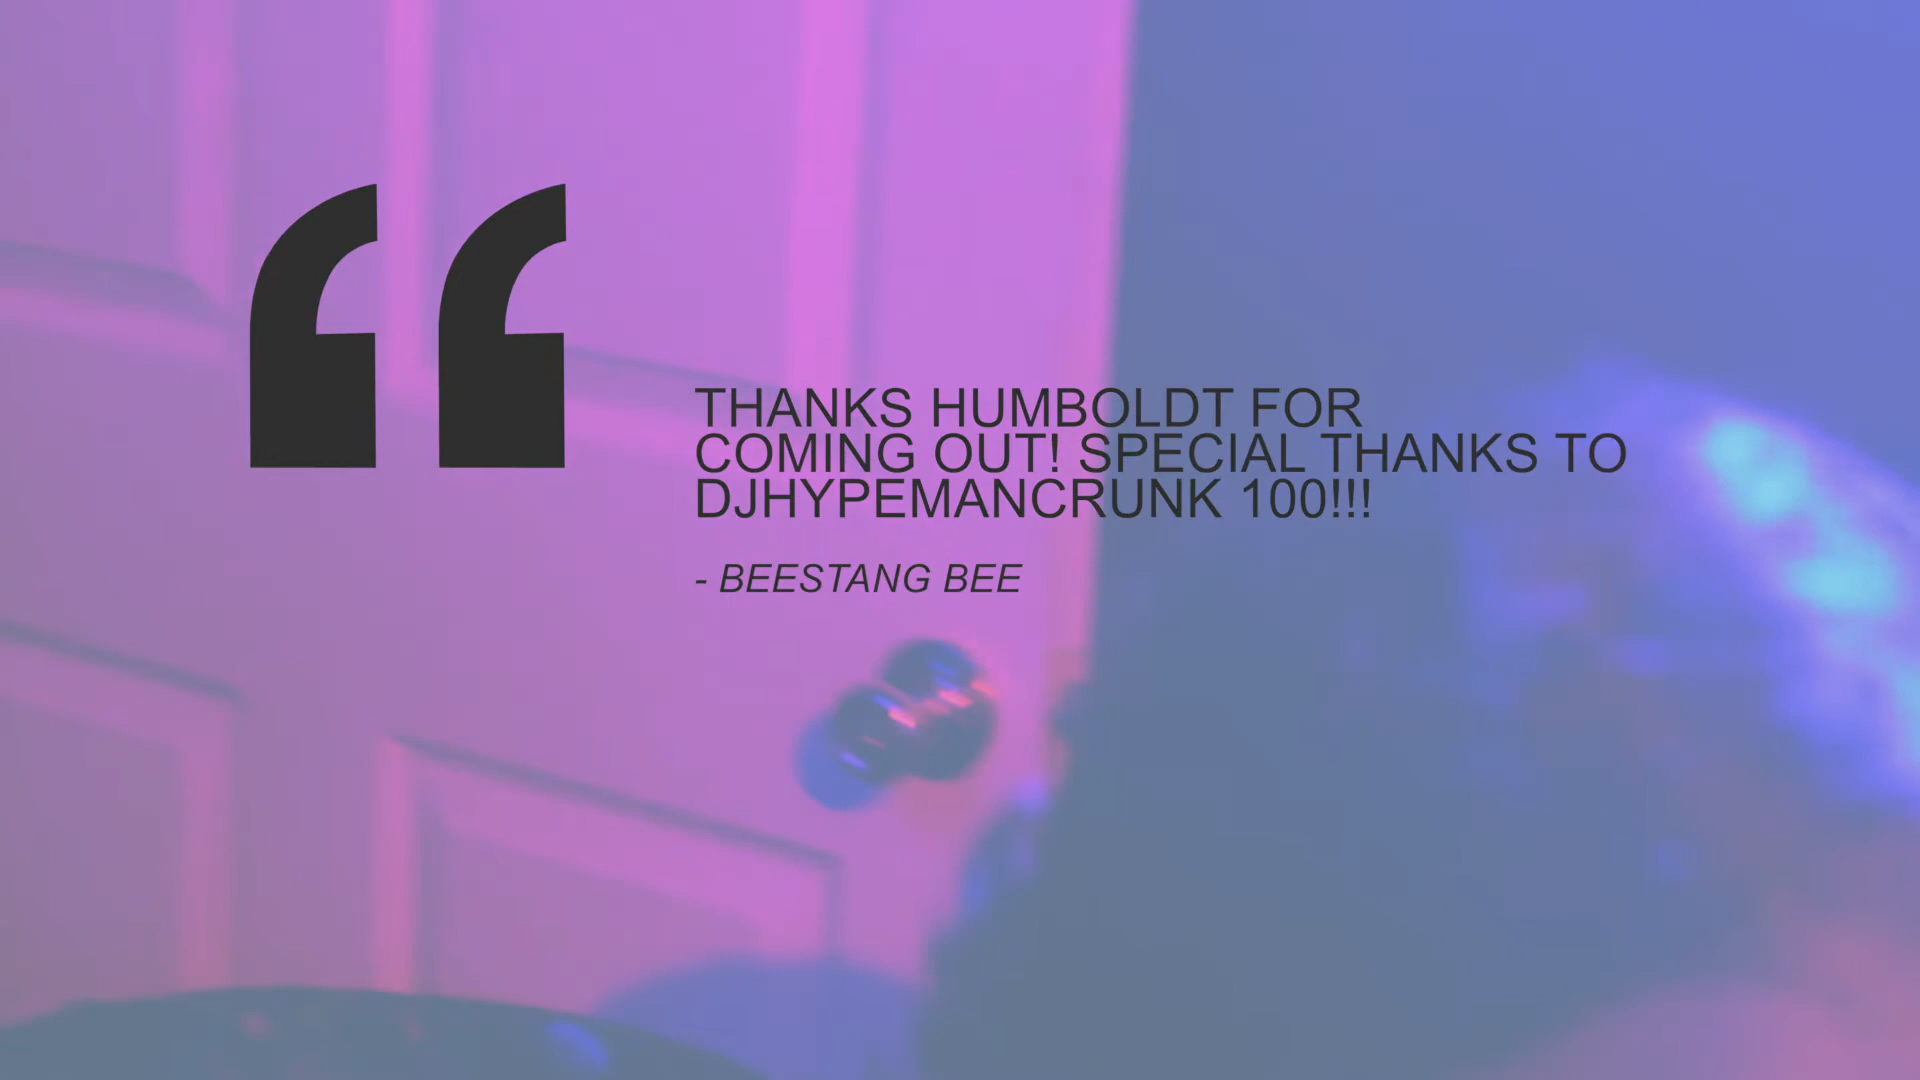 “
THANKS HUMBOLDT FOR
COMING OUT! SPECIAL THANKS TO
DJHYPEMANCRUNK 100!!!
- BEESTANG BEE